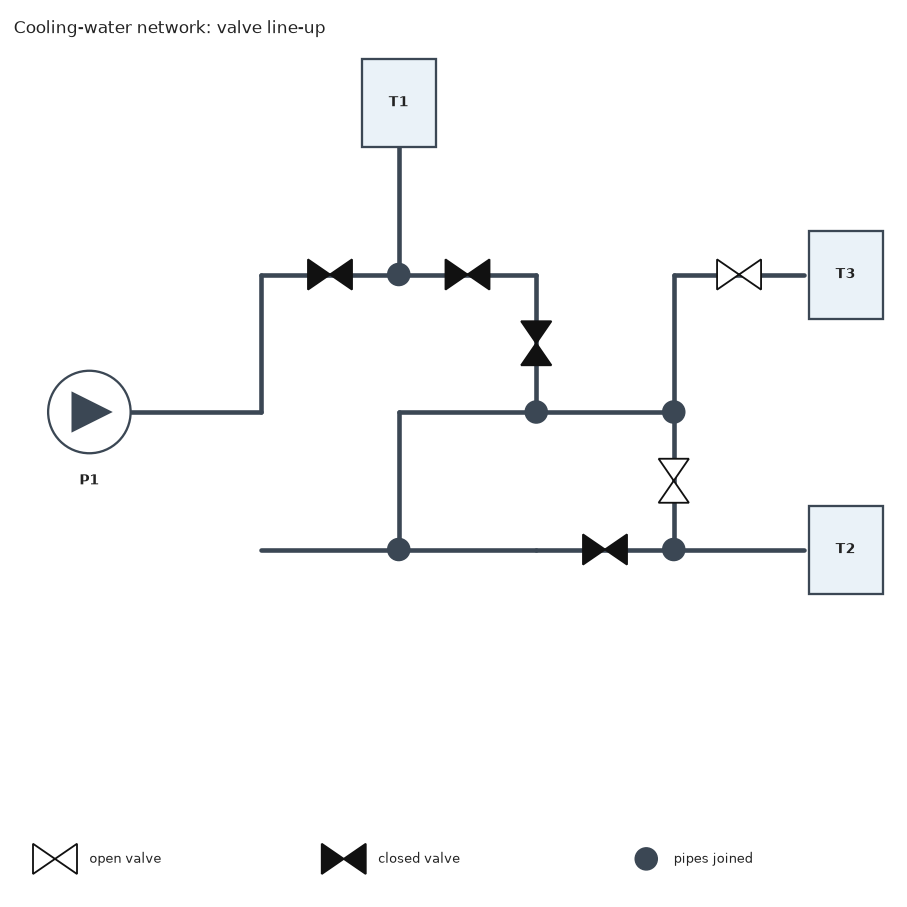 Cooling-water network: valve line-up
T1
T3
P1
T2
open valve
closed valve
pipes joined